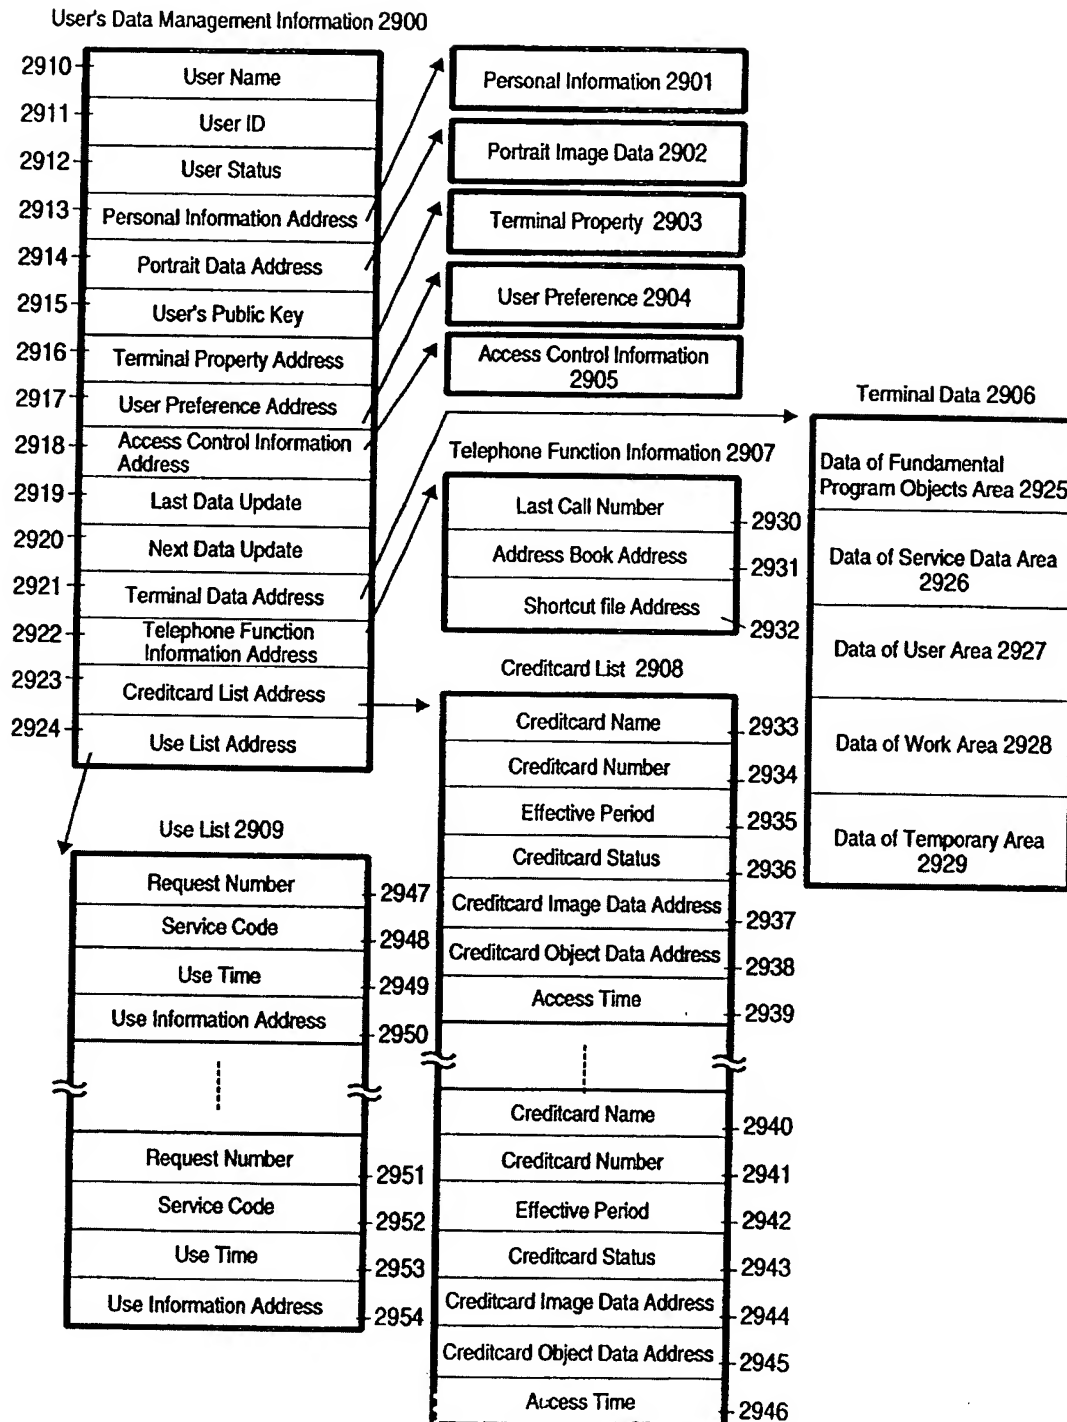 User's Data Management Information 2900
2910
User Name
2911
User ID
2912
User Status
2913
Personal Information Address
2914
Portrait Data Address
2915
User's Public Key
2916
Terminal Property Address
2917
User Preference Address
2918
Access Control Information
Address
2919
Last Data Update
2920
Next Data Update
2921
Terminal Data Address
2922
Telephone Function
Information Address
2923
Creditcard List Address
2924
Use List Address
Personal Information 2901
Portrait Image Data 2902
Terminal Property 2903
User Preference 2904
Access Control Information
2905
Terminal Data 2906
Data of Fundamental
Program Objects Area 2925
Data of Service Data Area
2926
Data of User Area 2927
Data of Work Area 2928
Data of Temporary Area
2929
Telephone Function Information 2907
Last Call Number
2930
Address Book Address
2931
Shortcut file Address
2932
Creditcard List 2908
Creditcard Name
2933
Creditcard Number
2934
Effective Period
2935
Creditcard Status
2936
Creditcard Image Data Address
2937
Creditcard Object Data Address
2938
Access Time
2939
Creditcard Name
2940
Creditcard Number
2941
Effective Period
2942
Creditcard Status
2943
Creditcard Image Data Address
2944
Creditcard Object Data Address
2945
Access Time
2946
Use List 2909
Request Number
2947
Service Code
2948
Use Time
2949
Use Information Address
2950
Request Number
2951
Service Code
2952
Use Time
2953
Use Information Address
2954